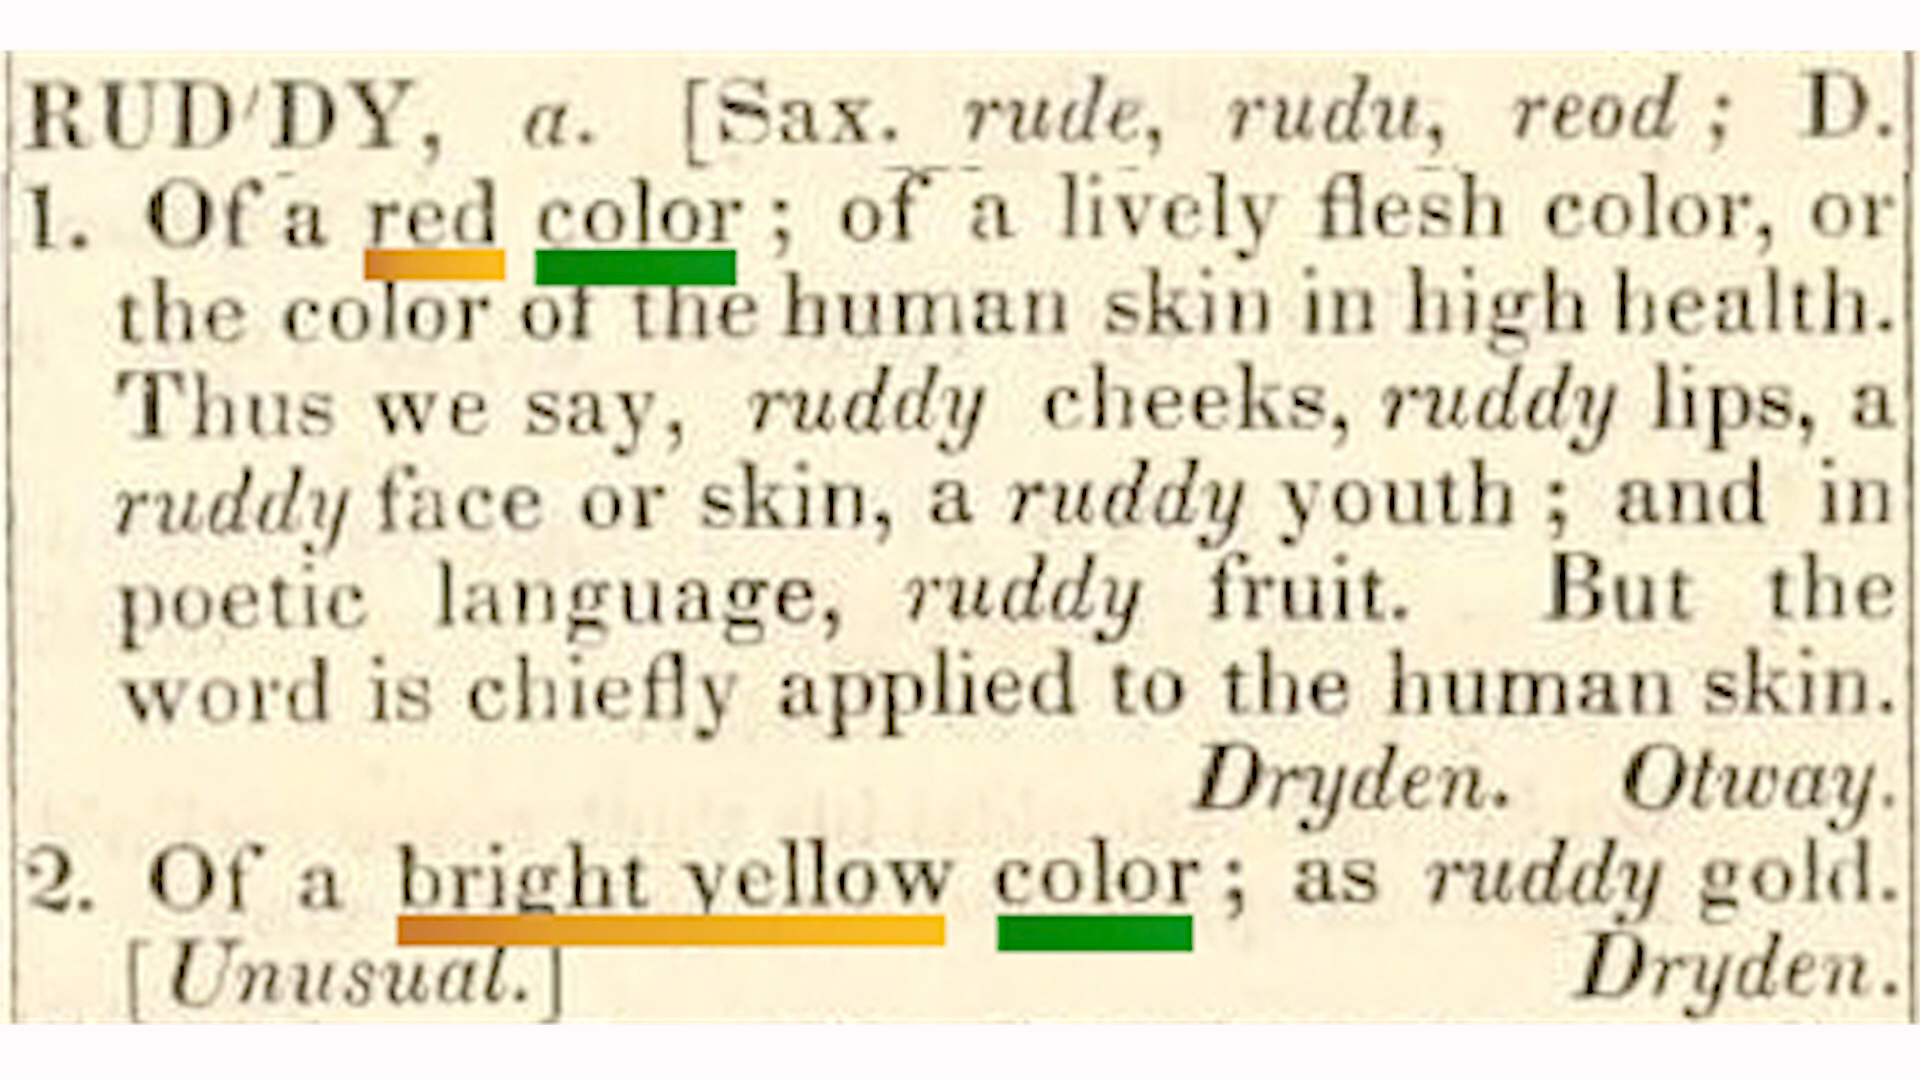 RUD'DY, a. [Sax. rude, rudu, reod; D.
1. Of a red color; of a lively flesh color, or
the color of the human skin in high health.
Thus we say, ruddy cheeks, ruddy lips, a
ruddy face or skin, a ruddy youth; and in
poetic language, ruddy fruit. But the
word is chiefly applied to the human skin.
Dryden. Otway.
2. Of a bright yellow color; as ruddy gold.
[Unusual.] Dryden.